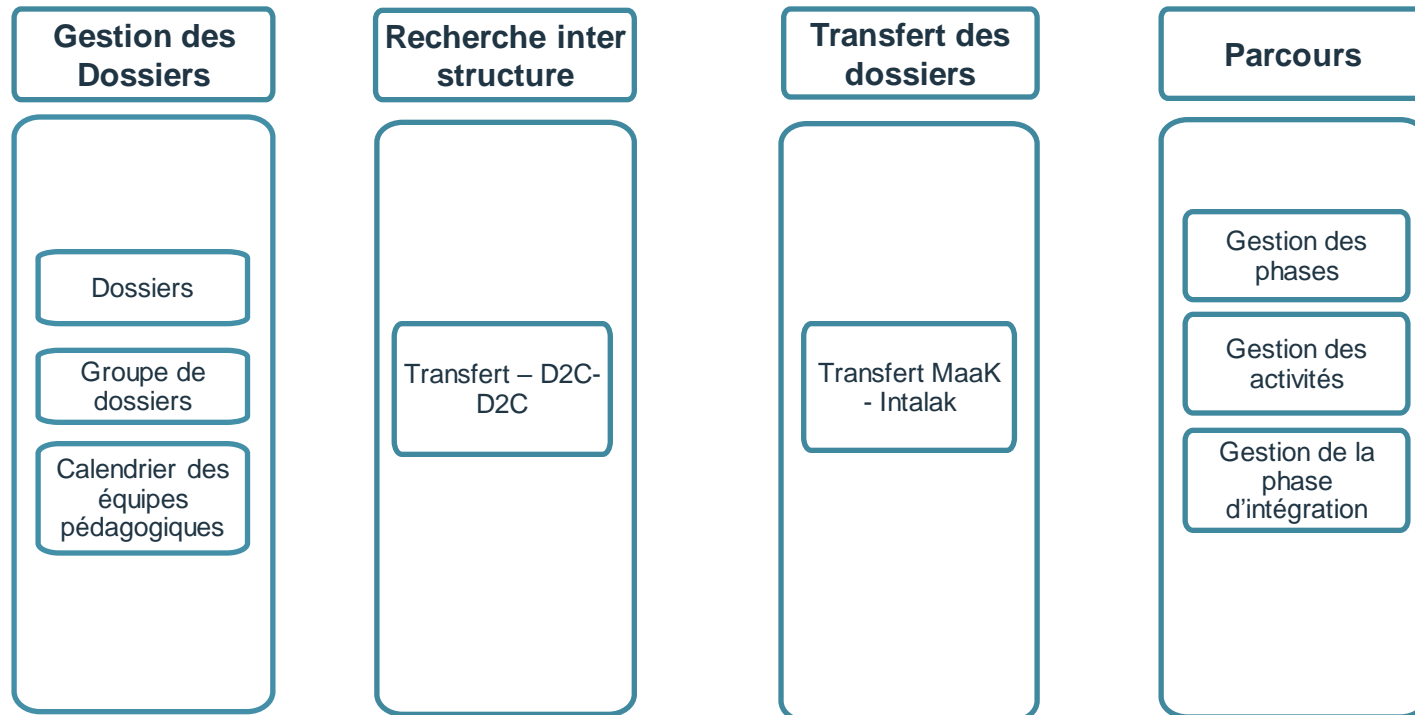 Gestion des
Dossiers
Recherche inter
structure
Transfert des
dossiers
Parcours
Dossiers
Groupe de
dossiers
Calendrier des
équipes
pédagogiques
Transfert – D2C-
D2C
Transfert MaaK
- Intalak
Gestion des
phases
Gestion des
activités
Gestion de la
phase
d'intégration